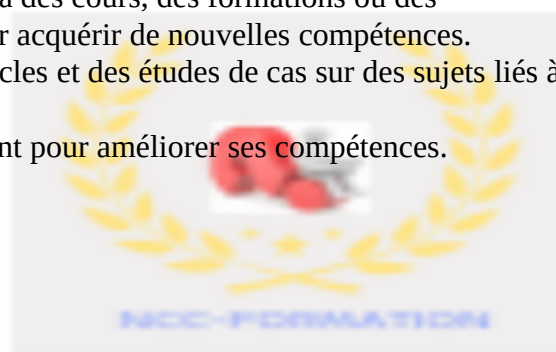 à des cours, des formations ou des
r acquérir de nouvelles compétences.
cles et des études de cas sur des sujets liés à
nt pour améliorer ses compétences.
NCC-FORMATION